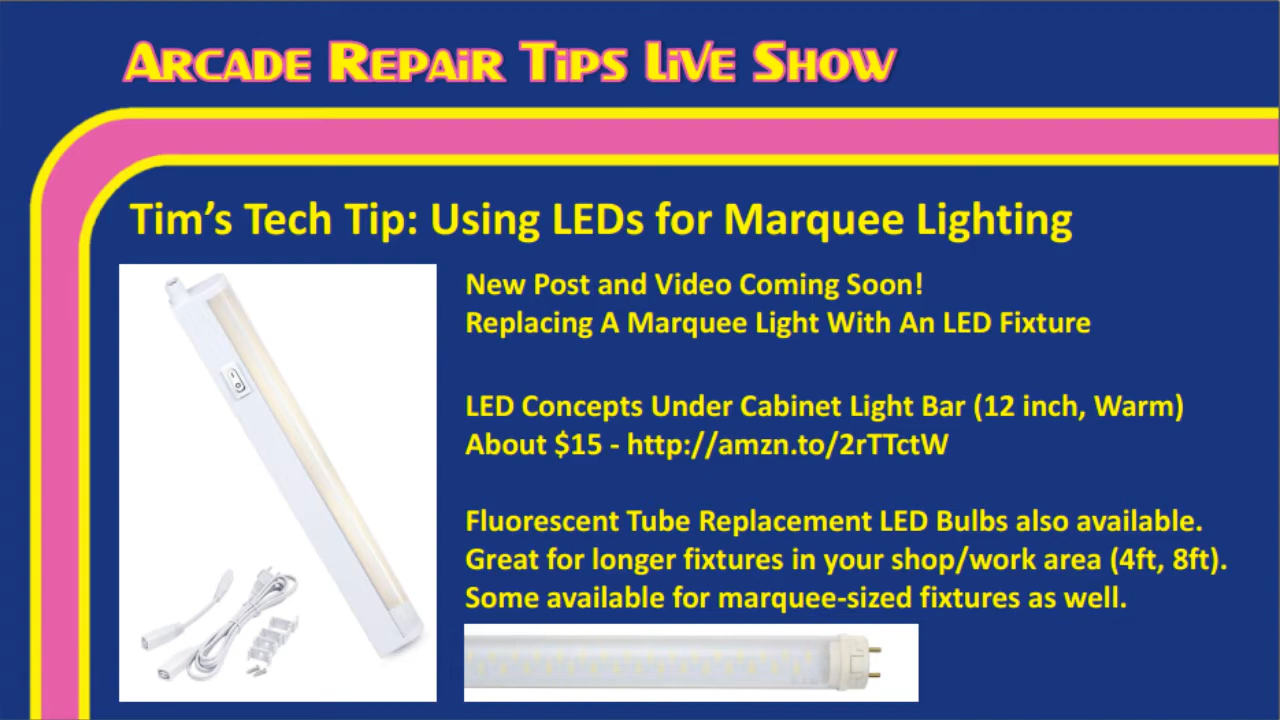 ARCADE REPAiR TiPS LiVE SHOW
Tim's Tech Tip: Using LEDs for Marquee Lighting
New Post and Video Coming Soon!
Replacing A Marquee Light With An LED Fixture
LED Concepts Under Cabinet Light Bar (12 inch, Warm)
About $15 - http://amzn.to/2rTTctW
Fluorescent Tube Replacement LED Bulbs also available.
Great for longer fixtures in your shop/work area (4ft, 8ft).
Some available for marquee-sized fixtures as well.